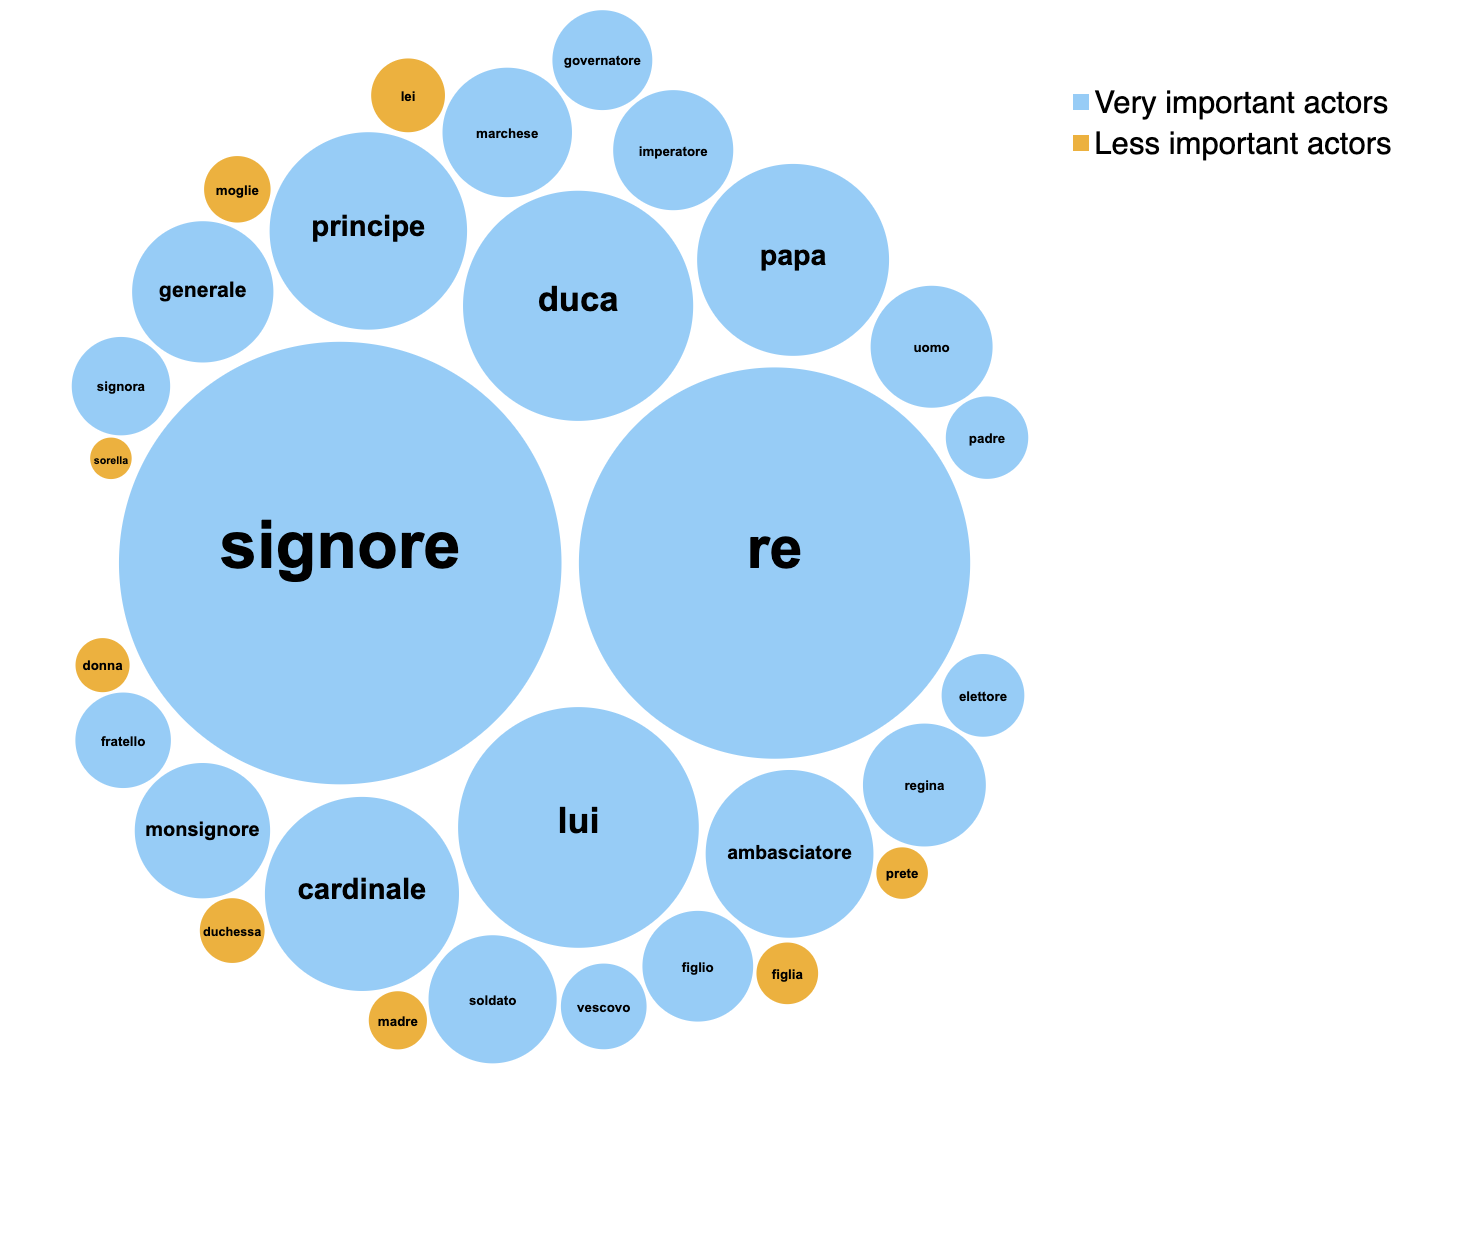 governatore
lei
marchese
Very important actors
Less important actors
imperatore
moglie
principe
papa
generale
duca
uomo
signora
padre
sorella
signore
re
donna
elettore
fratello
regina
monsignore
lui
ambasciatore
cardinale
prete
duchessa
figlio
figlia
soldato
vescovo
madre